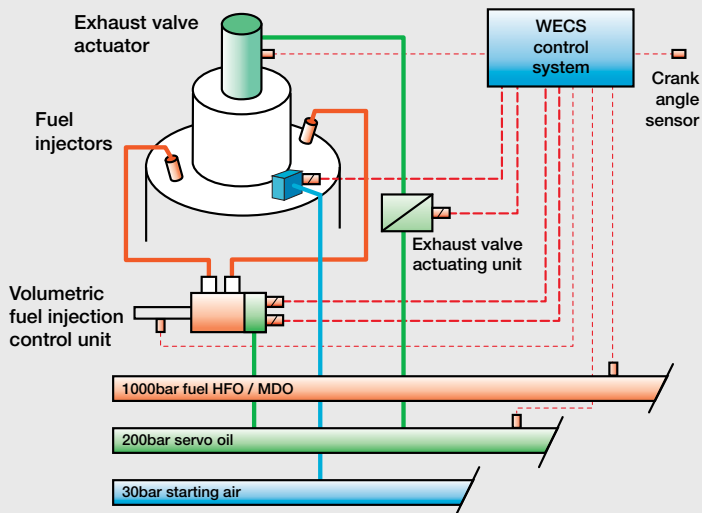 Exhaust valve
actuator
WECS
control
system
Crank
angle
sensor
Fuel
injectors
Exhaust valve
actuating unit
Volumetric
fuel injection
control unit
1000bar fuel HFO / MDO
200bar servo oil
30bar starting air